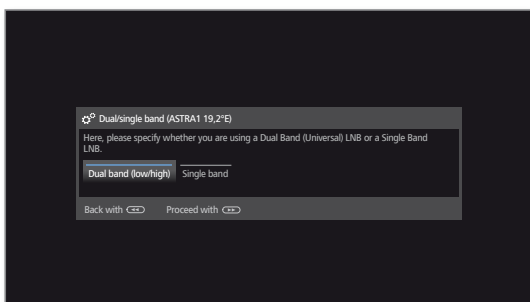 Dual/single band (ASTRA1 19,2°E)
Here, please specify whether you are using a Dual Band (Universal) LNB or a Single Band
LNB.
Dual band (low/high) Single band
Back with Proceed with